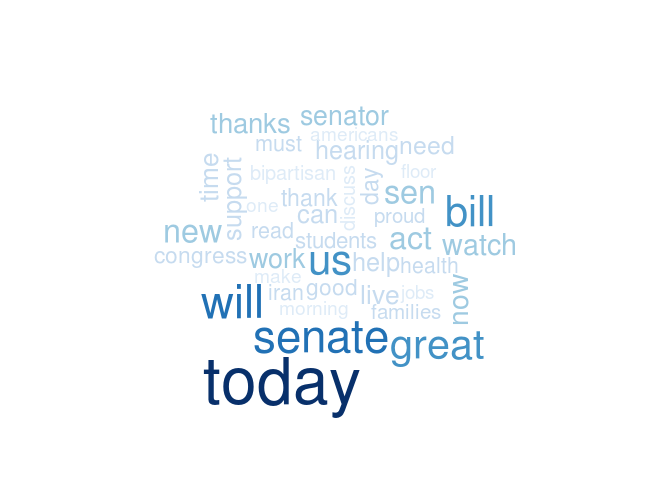 thanks
senator
americans
must
hearing
need
time
support
bipartisan
discuss
day
floor
one
thank
sen
can
proud
bill
new
read
students
act
watch
congress
work
us
help
health
make
iran
good
live
jobs
now
will
morning
families
senate
great
today